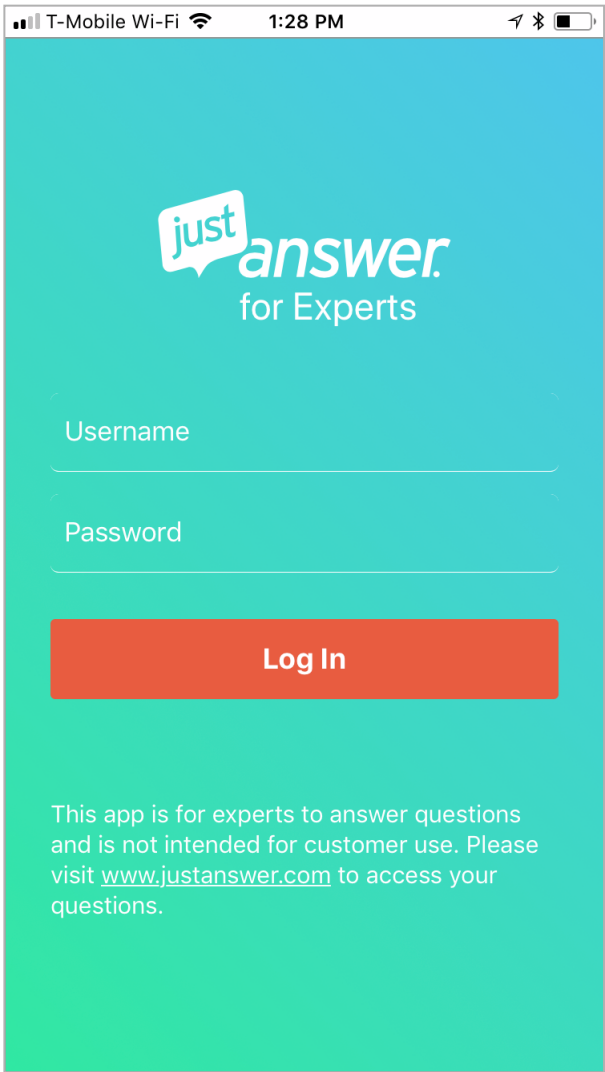 T-Mobile Wi-Fi 1:28 PM
just
answer.
for Experts
Username
Password
Log In
This app is for experts to answer questions
and is not intended for customer use. Please
visit www.justanswer.com to access your
questions.